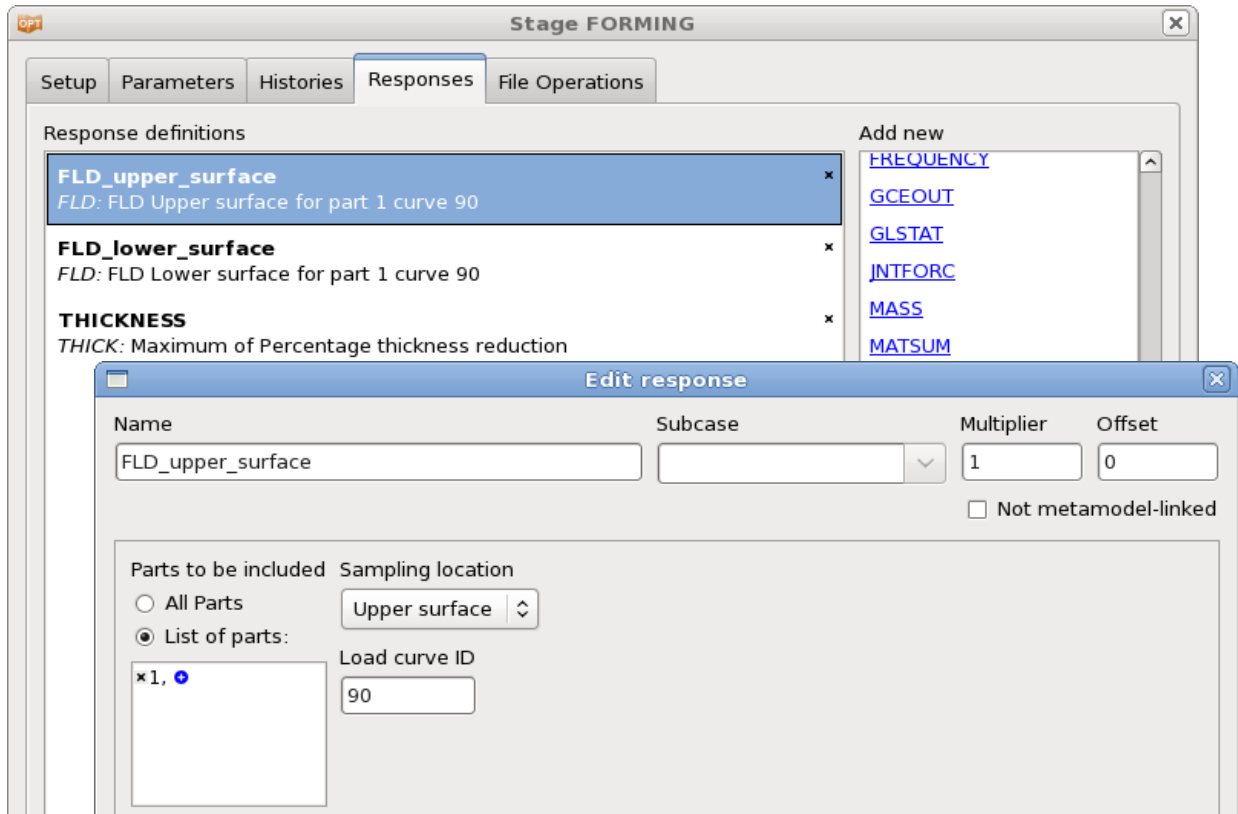 OPT
Stage FORMING
Setup Parameters Histories Responses File Operations
Response definitions
Add new
FLD_upper_surface
FLD: FLD Upper surface for part 1 curve 90
FLD_lower_surface
FLD: FLD Lower surface for part 1 curve 90
THICKNESS
THICK: Maximum of Percentage thickness reduction
FREQUENCY
GCEOUT
GLSTAT
JNTFORC
MASS
MATSUM
Edit response
Name Subcase Multiplier Offset
FLD_upper_surface 1 0
Not metamodel-linked
Parts to be included Sampling location
All Parts
Upper surface
List of parts:
Load curve ID
1,
90